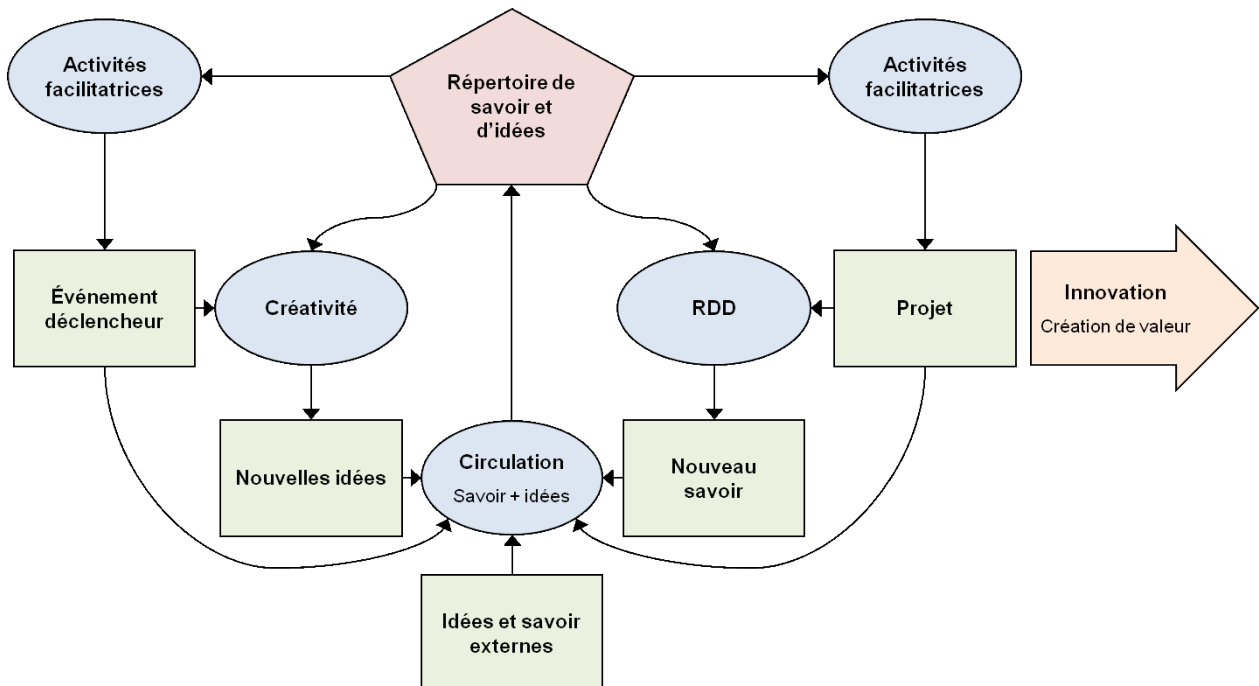 Activités
facilitatrices
Répertoire de
savoir et
d'idées
Activités
facilitatrices
Événement
déclencheur
Créativité
RDD
Projet
Innovation
Création de valeur
Nouvelles idées
Circulation
Savoir + idées
Nouveau
savoir
Idées et savoir
externes